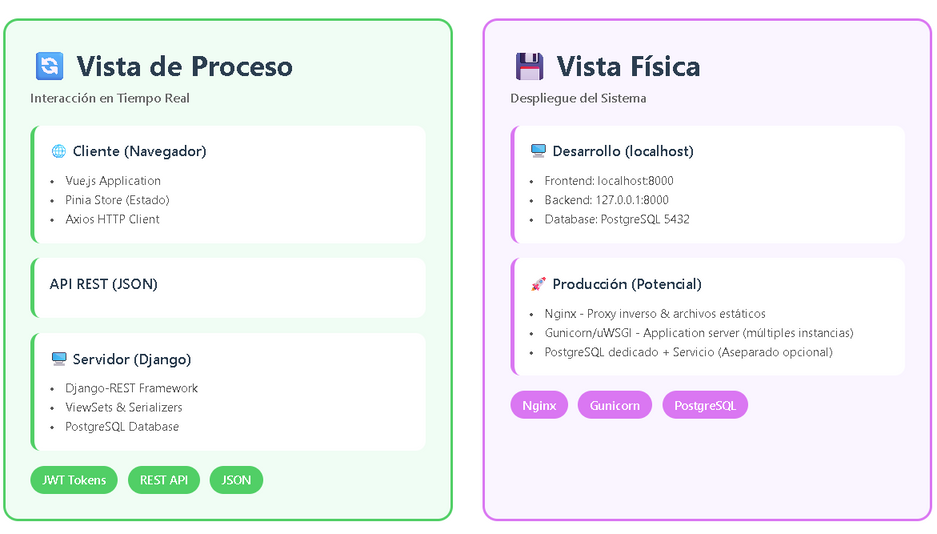 Vista de Proceso
Interacción en Tiempo Real
Cliente (Navegador)
• Vue.js Application
• Pinia Store (Estado)
• Axios HTTP Client
API REST (JSON)
Servidor (Django)
• Django-REST Framework
• ViewSets & Serializers
• PostgreSQL Database
JWT Tokens
REST API
JSON
Vista Física
Despliegue del Sistema
Desarrollo (localhost)
• Frontend: localhost:8000
• Backend: 127.0.0.1:8000
• Database: PostgreSQL 5432
Producción (Potencial)
• Nginx - Proxy inverso & archivos estáticos
• Gunicorn/uWSGI - Application server (múltiples instancias)
• PostgreSQL dedicado + Servicio (Aseparado opcional)
Nginx
Gunicorn
PostgreSQL